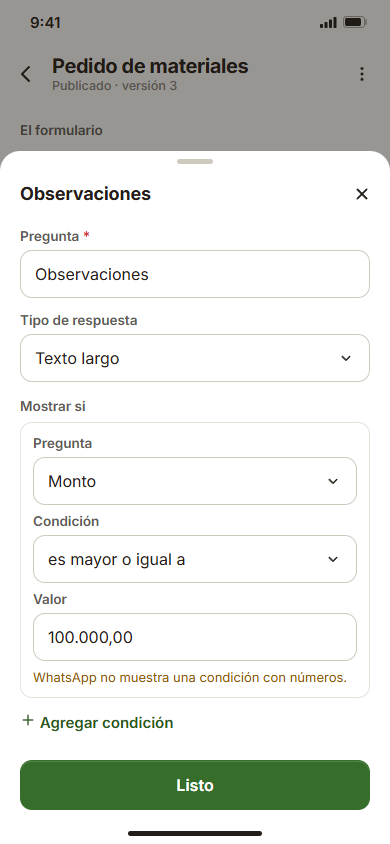 9:41
Pedido de materiales
Publicado · versión 3
El formulario
Observaciones
Pregunta *
Observaciones
Tipo de respuesta
Texto largo
Mostrar si
Pregunta
Monto
Condición
es mayor o igual a
Valor
100.000,00
WhatsApp no muestra una condición con números.
+ Agregar condición
Listo